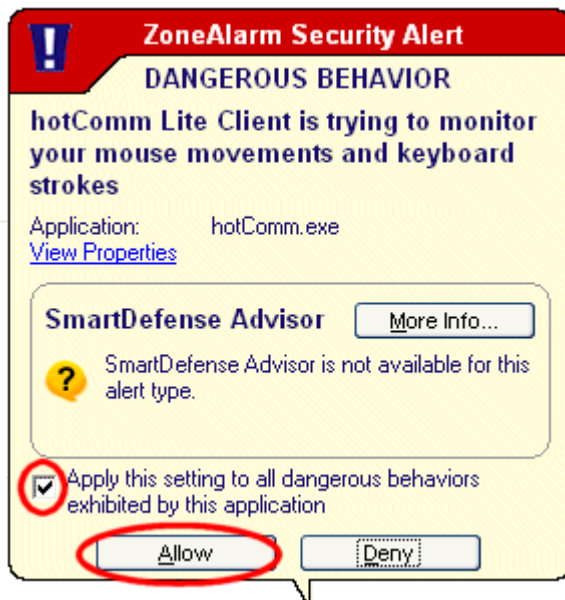 ZoneAlarm Security Alert
DANGEROUS BEHAVIOR
hotComm Lite Client is trying to monitor
your mouse movements and keyboard
strokes
Application: hotComm.exe
View Properties
SmartDefense Advisor
More Info...
SmartDefense Advisor is not available for this
alert type.
Apply this setting to all dangerous behaviors
exhibited by this application
Allow
Deny